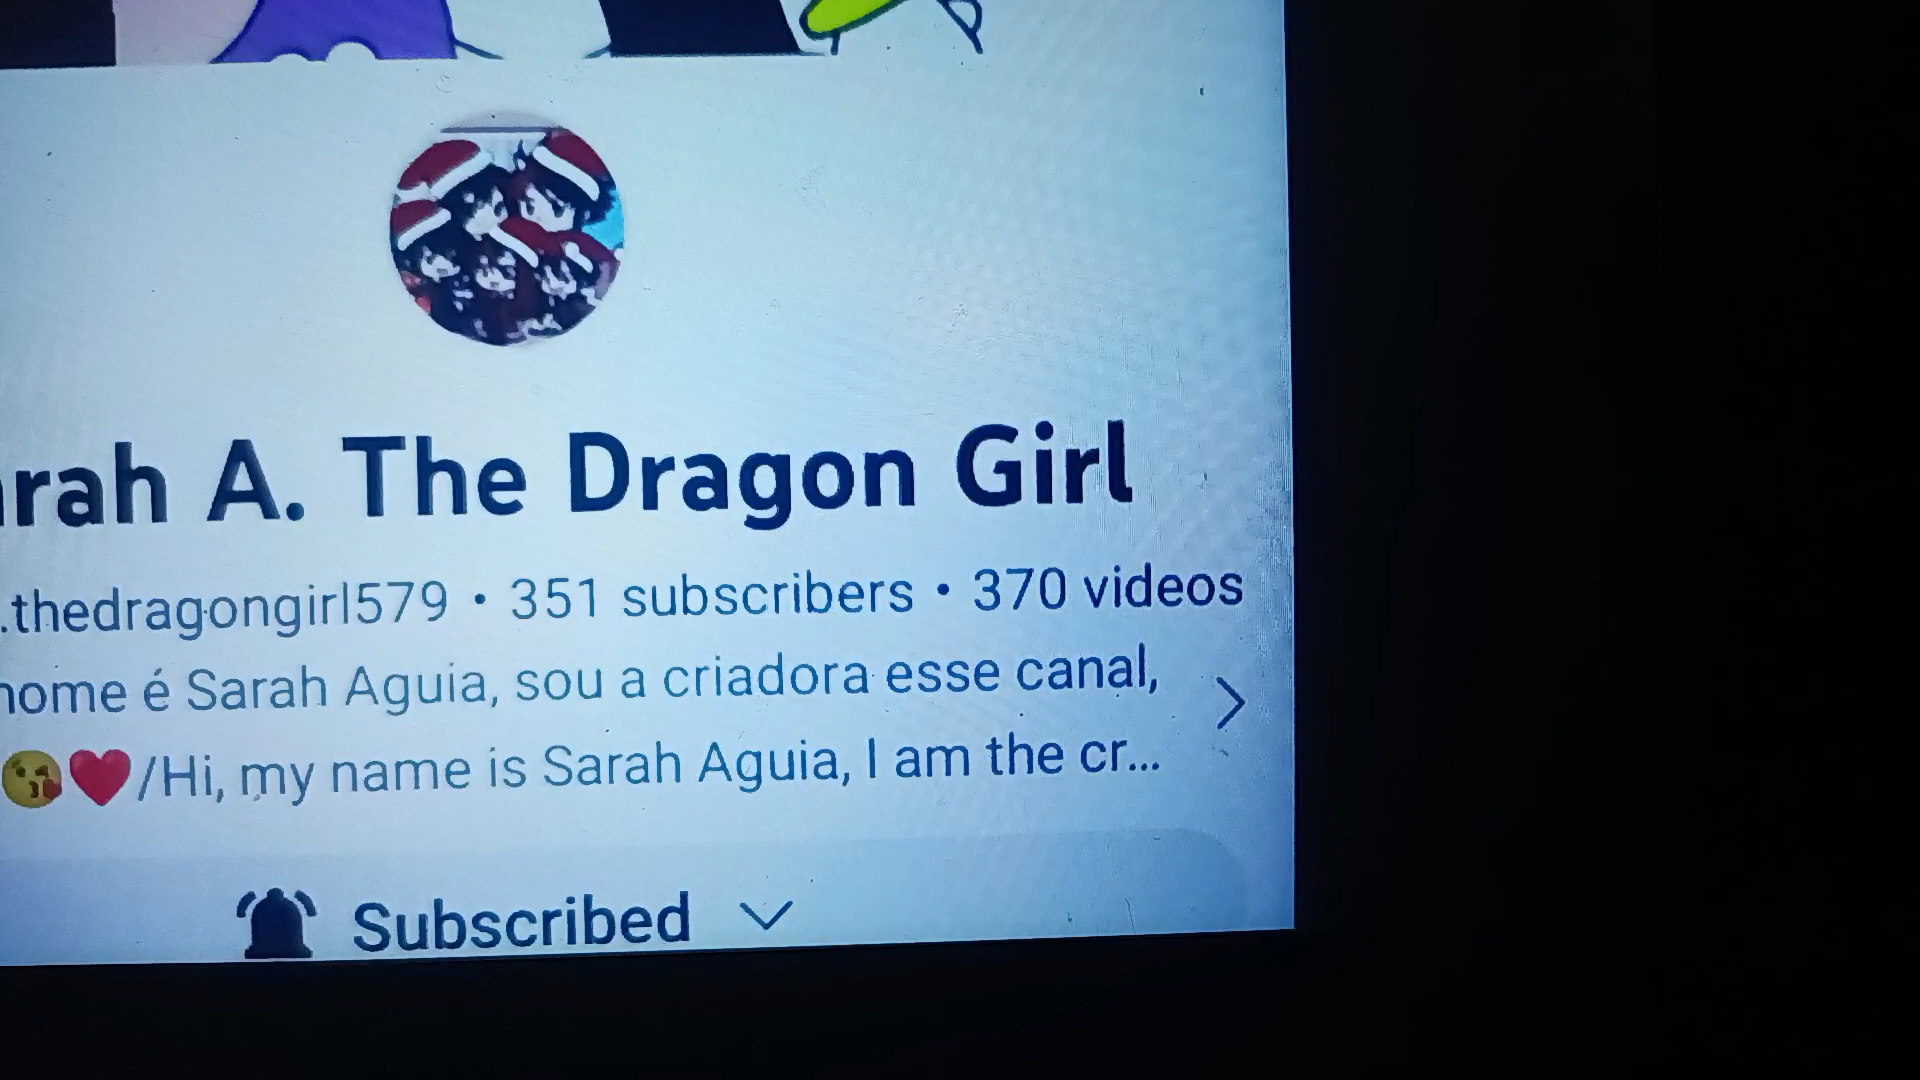 rah A. The Dragon Girl
.thedragongirl579 • 351 subscribers • 370 videos
nome é Sarah Aguia, sou a criadora esse canal,
😘❤️/Hi, my name is Sarah Aguia, I am the cr...
Subscribed